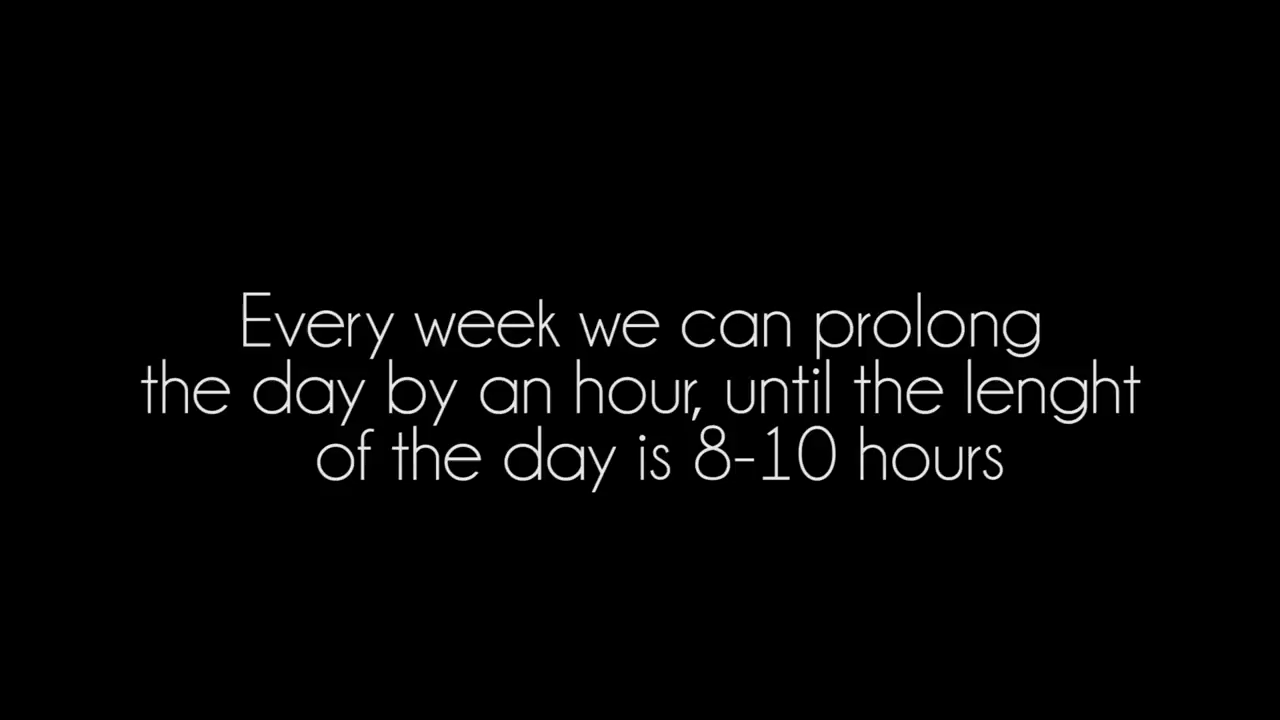 Every week we can prolong
the day by an hour, until the lenght
of the day is 8-10 hours